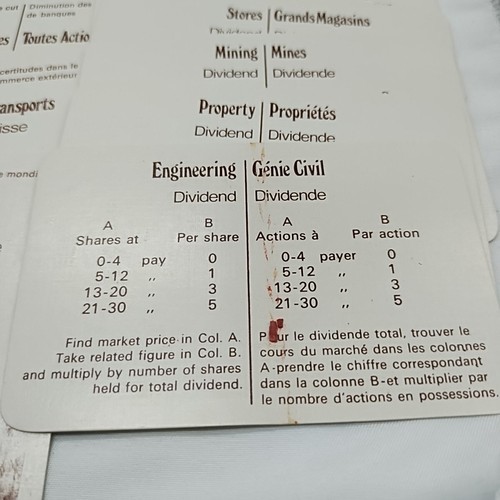 e cut / Diminution des
de banques
es / Toutes Actio
certitudes dans le
mmerce extérieur
ansports
isse
e mondi
Stores | Grands Magasins
Mining | Mines
Dividend | Dividende
Property | Propriétés
Dividend | Dividende
Engineering | Génie Civil
Dividend | Dividende
A B A B
Shares at Per share Actions à Par action
0-4 pay 0 0-4 payer 0
5-12 ,, 1 5-12 ,, 1
13-20 ,, 3 13-20 ,, 3
21-30 ,, 5 21-30 ,, 5
Find market price in Col. A.
Take related figure in Col. B.
and multiply by number of shares
held for total dividend.
Pour le dividende total, trouver le
cours du marché dans les colonnes
A-prendre le chiffre correspondant
dans la colonne B-et multiplier par
le nombre d'actions en possessions.